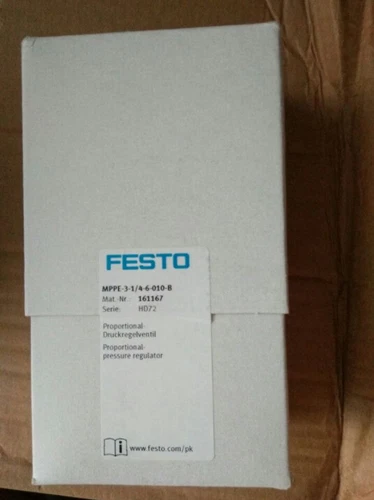 FESTO
MPPE-3-1/4-6-010-B
Mat.-Nr. 161167
Serie: HD72
Proportional-
Druckregelventil
Proportional-
pressure regulator
www.festo.com/pk